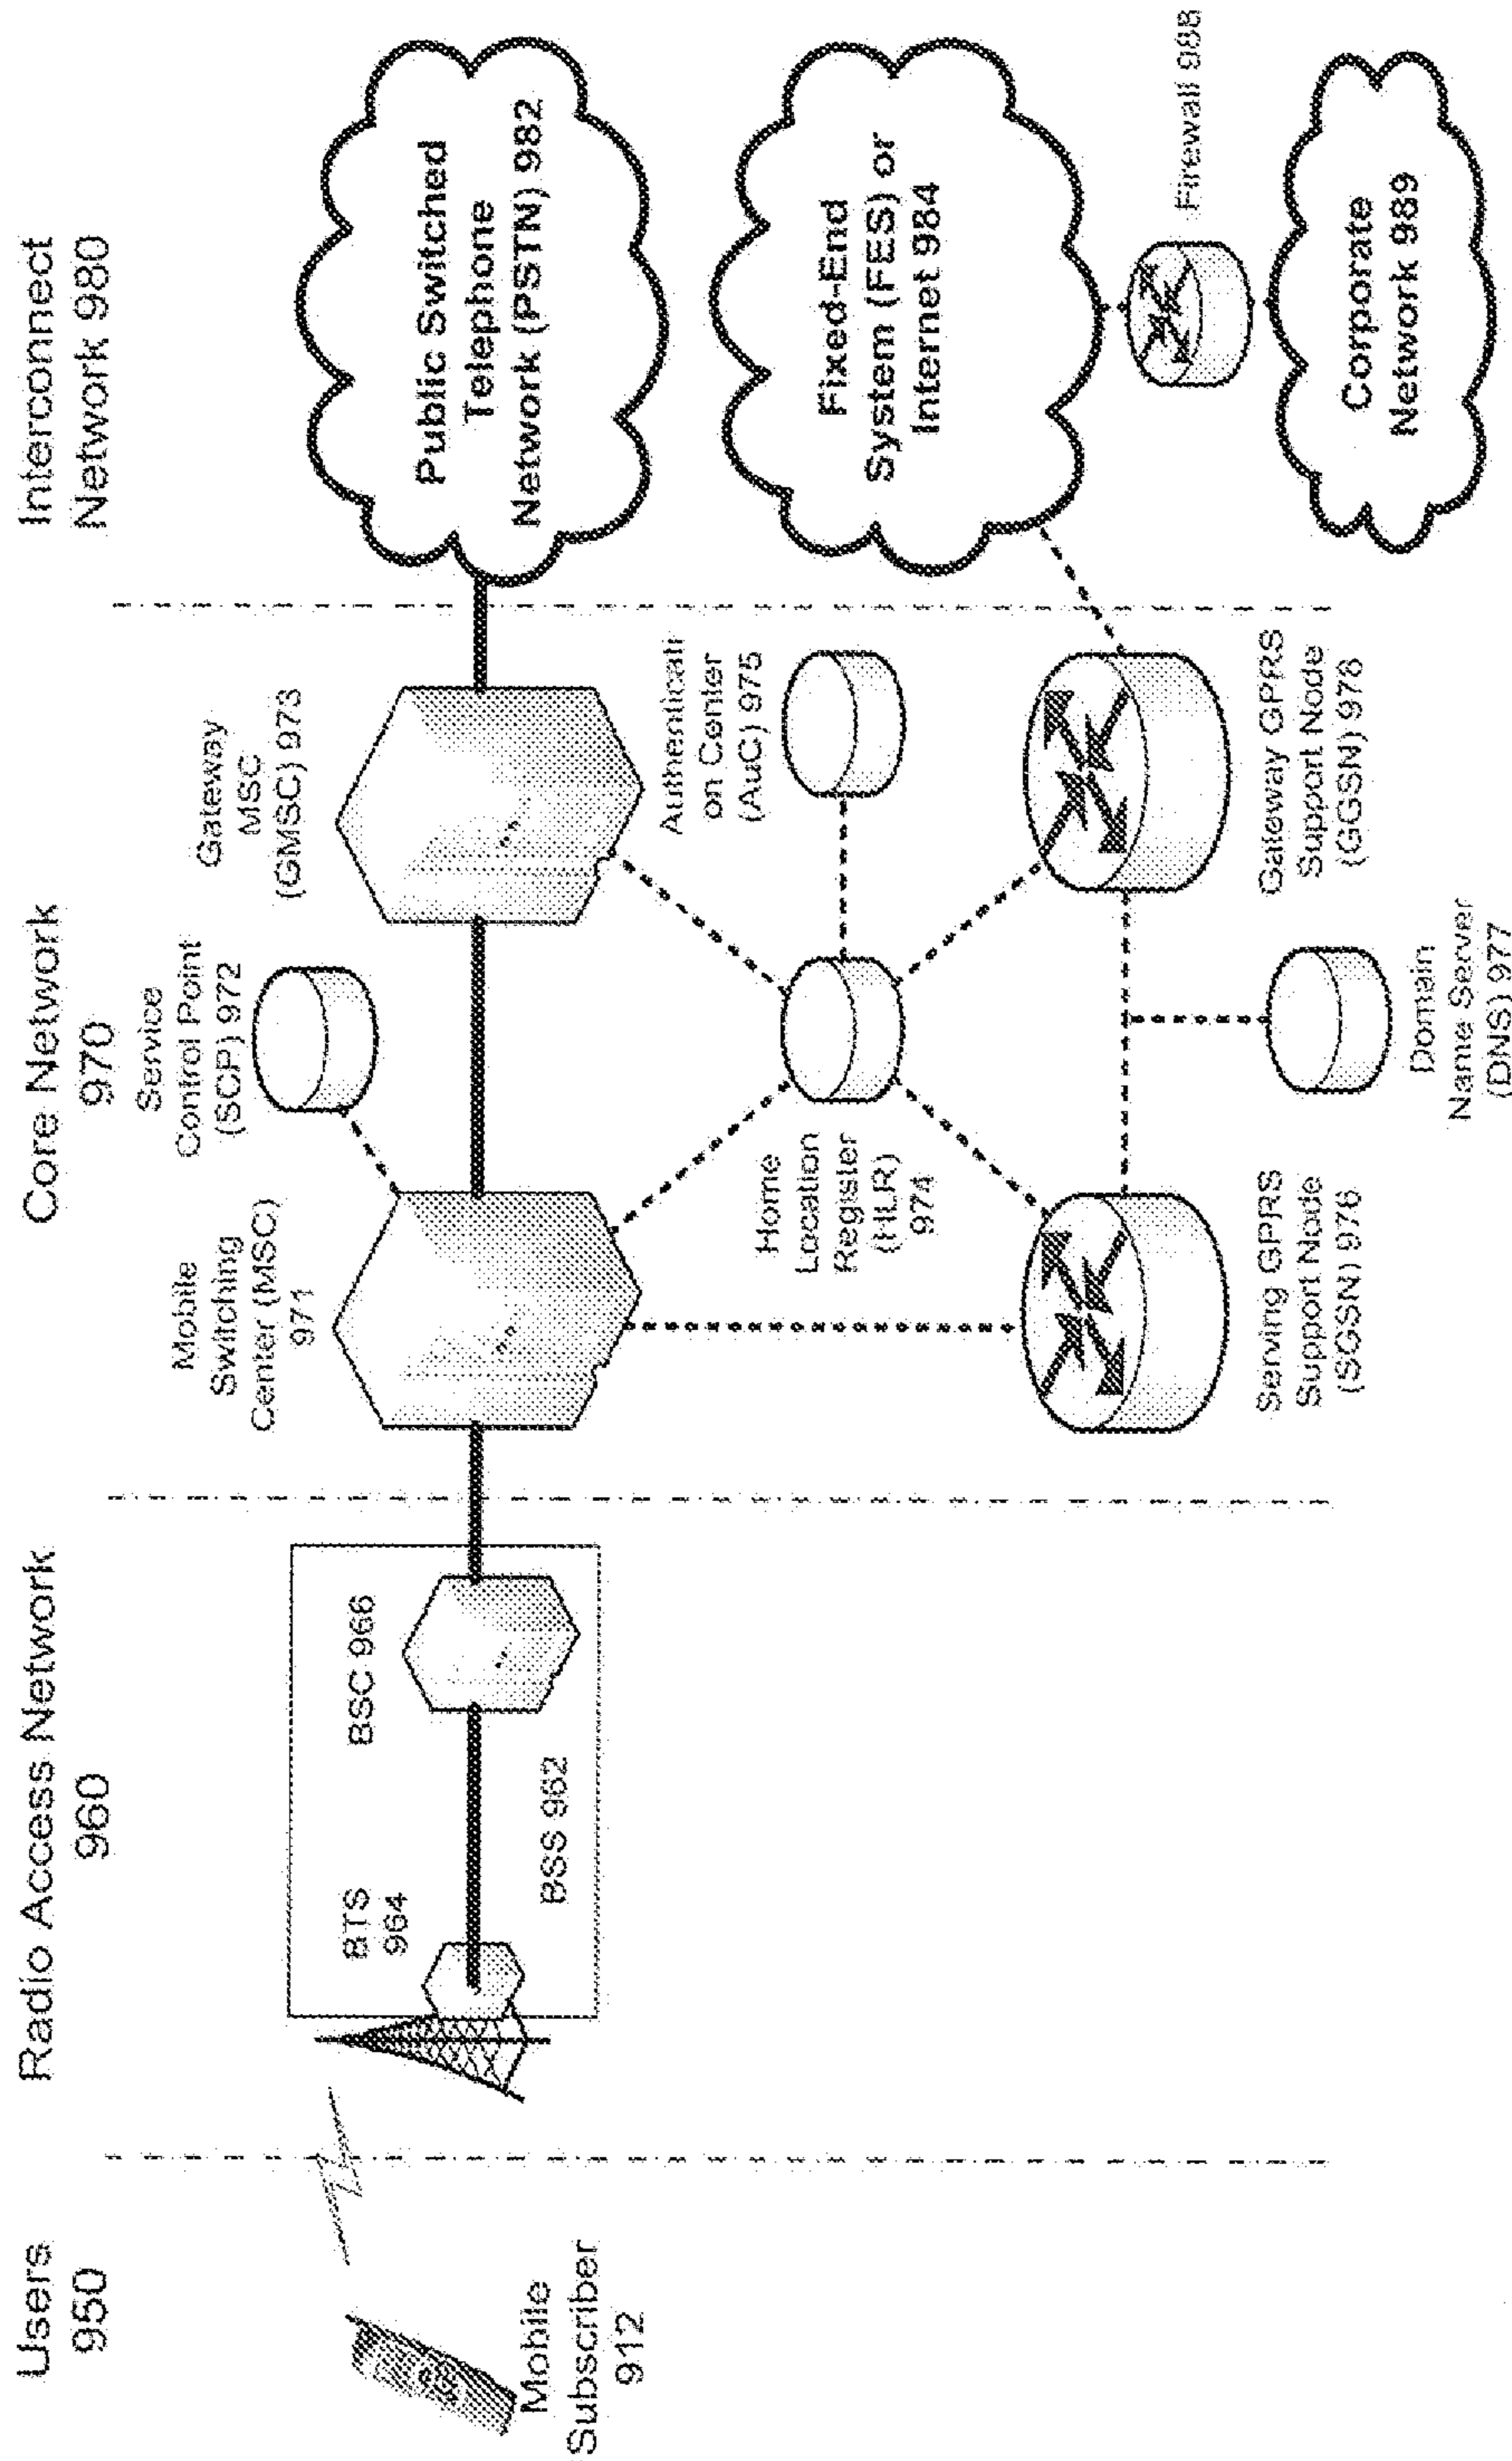 Users
950
Radio Access Network
960
Core Network
970
Interconnect
Network 980
Mobile
Subscriber
912
BTS
964
BSC 966
BSS 962
Mobile
Switching
Center (MSC)
971
Service
Control Point
(SCP) 972
Gateway
MSC
(GMSC) 973
Home
Location
Register
(HLR)
974
Authenticati
on Center
(AuC) 975
Serving GPRS
Support Node
(SGSN) 976
Domain
Name Server
(DNS) 977
Gateway GPRS
Support Node
(GGSN) 978
Public Switched
Telephone
Network (PSTN) 982
Fixed-End
System (FES) or
Internet 984
Firewall 988
Corporate
Network 989